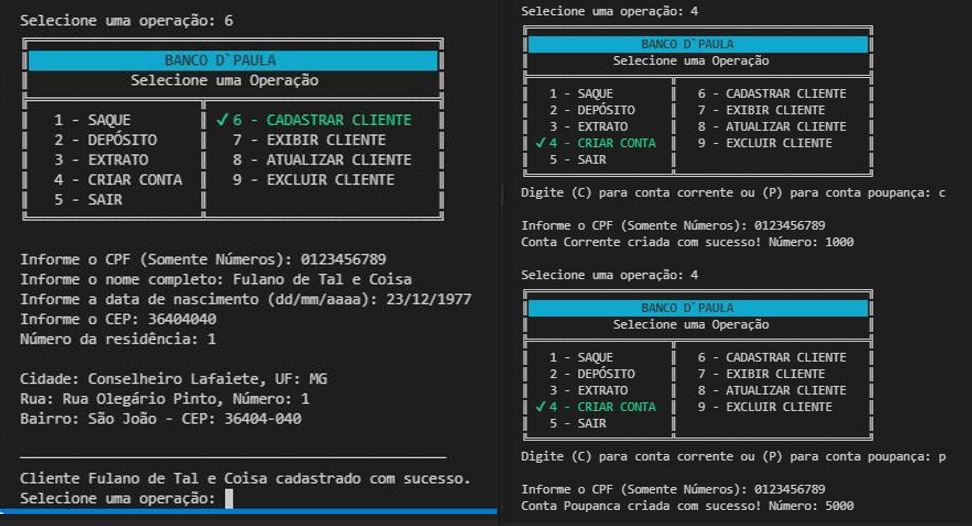 Selecione uma operação: 6
BANCO D`PAULA
Selecione uma Operação
1 - SAQUE ✓6 - CADASTRAR CLIENTE
2 - DEPÓSITO 7 - EXIBIR CLIENTE
3 - EXTRATO 8 - ATUALIZAR CLIENTE
4 - CRIAR CONTA 9 - EXCLUIR CLIENTE
5 - SAIR
Informe o CPF (Somente Números): 0123456789
Informe o nome completo: Fulano de Tal e Coisa
Informe a data de nascimento (dd/mm/aaaa): 23/12/1977
Informe o CEP: 36404040
Número da residência: 1
Cidade: Conselheiro Lafaiete, UF: MG
Rua: Rua Olegário Pinto, Número: 1
Bairro: São João - CEP: 36404-040
Cliente Fulano de Tal e Coisa cadastrado com sucesso.
Selecione uma operação:
Selecione uma operação: 4
BANCO D`PAULA
Selecione uma Operação
1 - SAQUE 6 - CADASTRAR CLIENTE
2 - DEPÓSITO 7 - EXIBIR CLIENTE
3 - EXTRATO 8 - ATUALIZAR CLIENTE
✓4 - CRIAR CONTA 9 - EXCLUIR CLIENTE
5 - SAIR
Digite (C) para conta corrente ou (P) para conta poupança: c
Informe o CPF (Somente Números): 0123456789
Conta Corrente criada com sucesso! Número: 1000
Selecione uma operação: 4
BANCO D`PAULA
Selecione uma Operação
1 - SAQUE 6 - CADASTRAR CLIENTE
2 - DEPÓSITO 7 - EXIBIR CLIENTE
3 - EXTRATO 8 - ATUALIZAR CLIENTE
✓4 - CRIAR CONTA 9 - EXCLUIR CLIENTE
5 - SAIR
Digite (C) para conta corrente ou (P) para conta poupança: p
Informe o CPF (Somente Números): 0123456789
Conta Poupanca criada com sucesso! Número: 5000